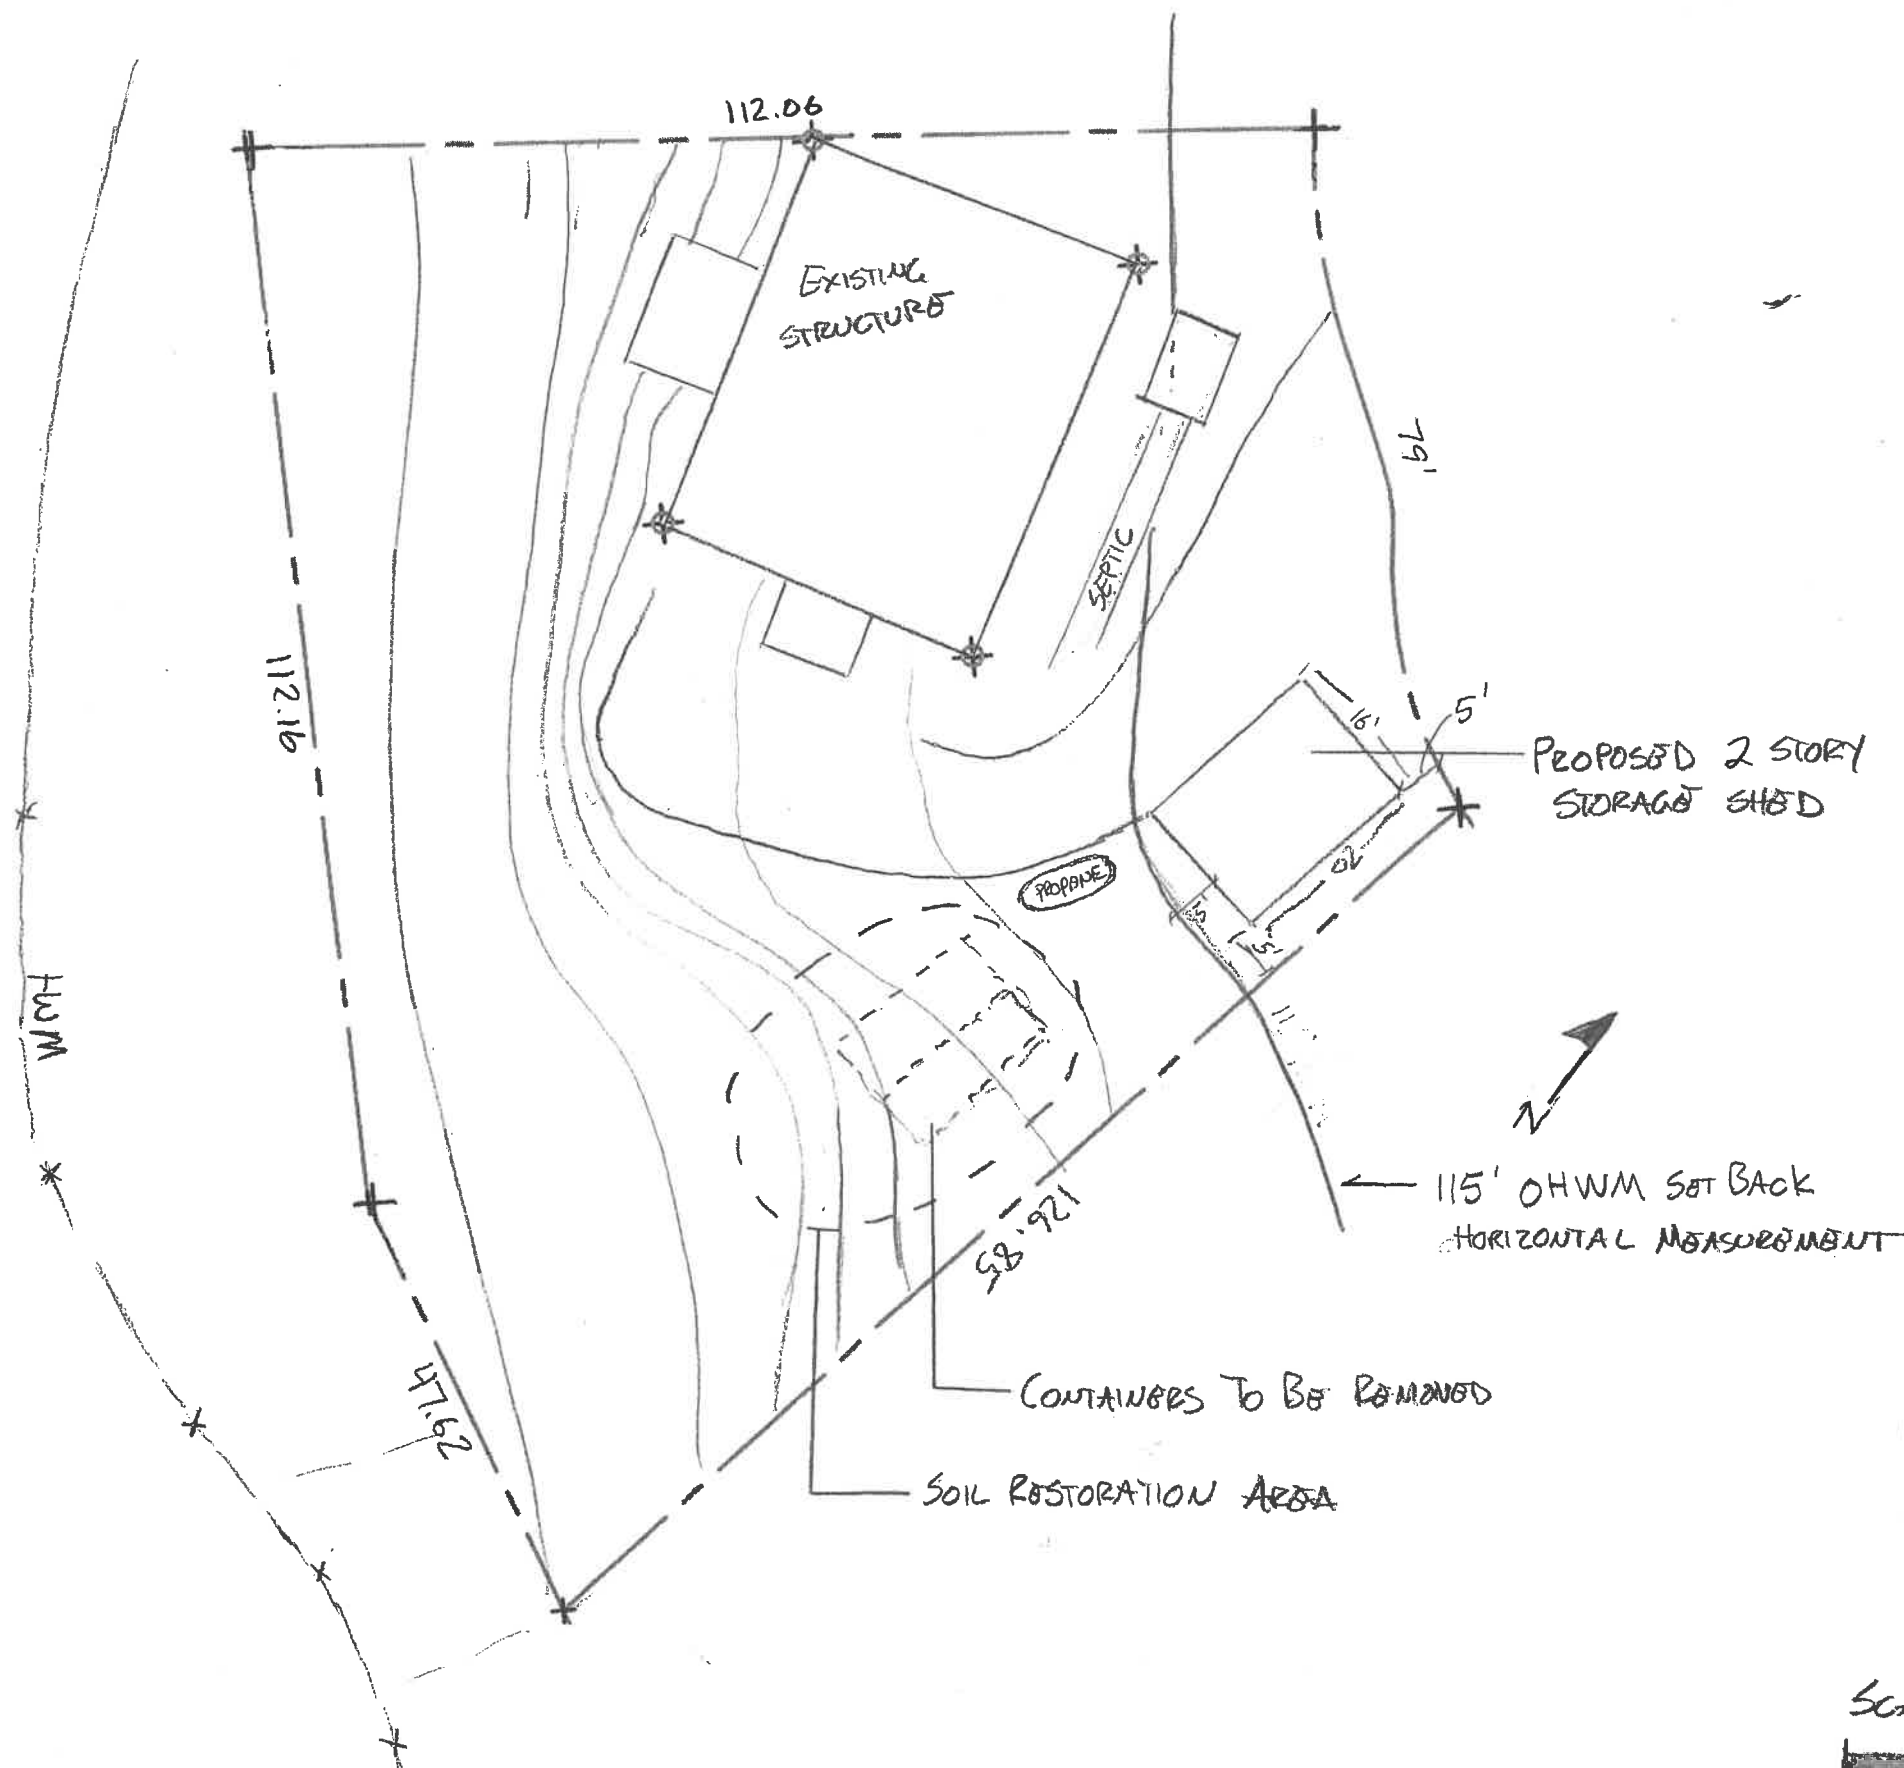 112.06
EXISTING
STRUCTURE
79'
SEPTIC
112.16
16'
5'
PROPOSED 2 STORY
STORAGE SHED
20
PROPANE
5'
5'
HWM
N
115' OHWM SET BACK
HORIZONTAL MEASUREMENT
126.85
47.62
CONTAINERS TO BE REMOVED
SOIL RESTORATION AREA